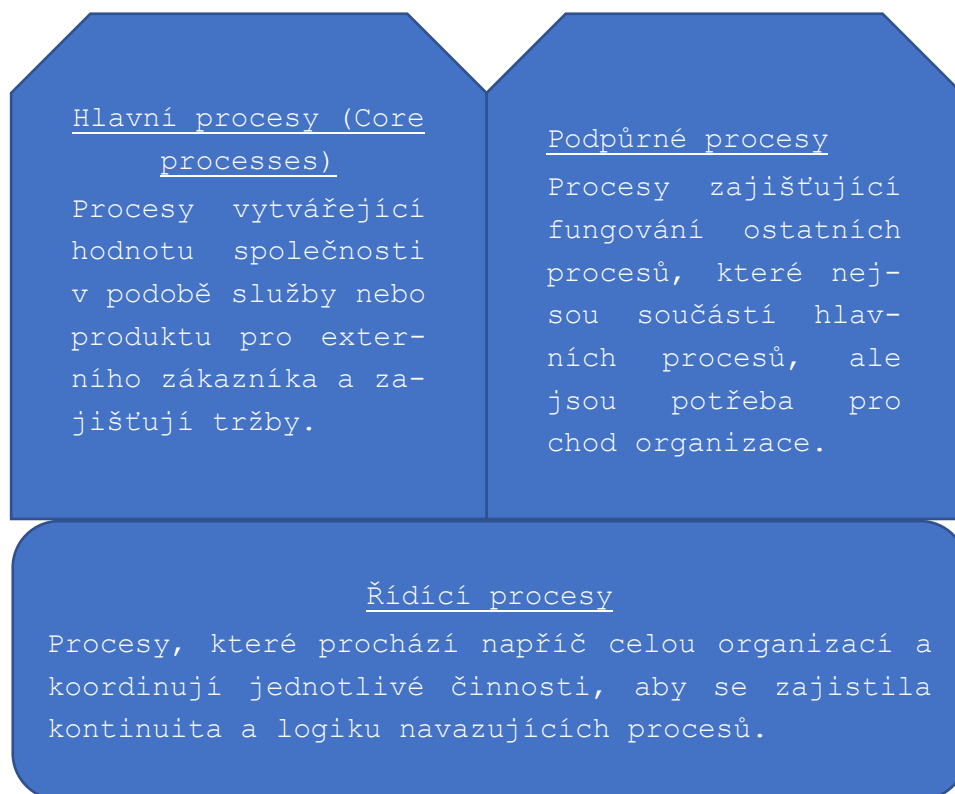 Hlavní procesy (Core
processes)
Procesy vytvářející
hodnotu společnosti
v podobě služby nebo
produktu pro exter-
ního zákazníka a za-
jišťují tržby.
Podpůrné procesy
Procesy zajišťující
fungování ostatních
procesů, které nej-
sou součástí hlav-
ních procesů, ale
jsou potřeba pro
chod organizace.
Řídící procesy
Procesy, které prochází napříč celou organizací a
koordinují jednotlivé činnosti, aby se zajistila
kontinuita a logiku navazujících procesů.